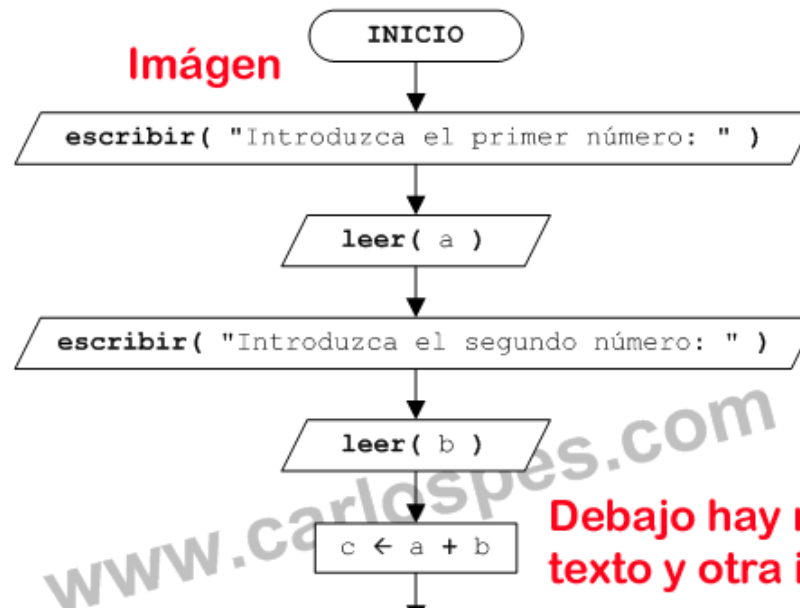 INICIO
Imágen
escribir( "Introduzca el primer número: " )
leer( a )
escribir( "Introduzca el segundo número: " )
leer( b )
www.carlospes.com
c ← a + b
Debajo hay
texto y otra